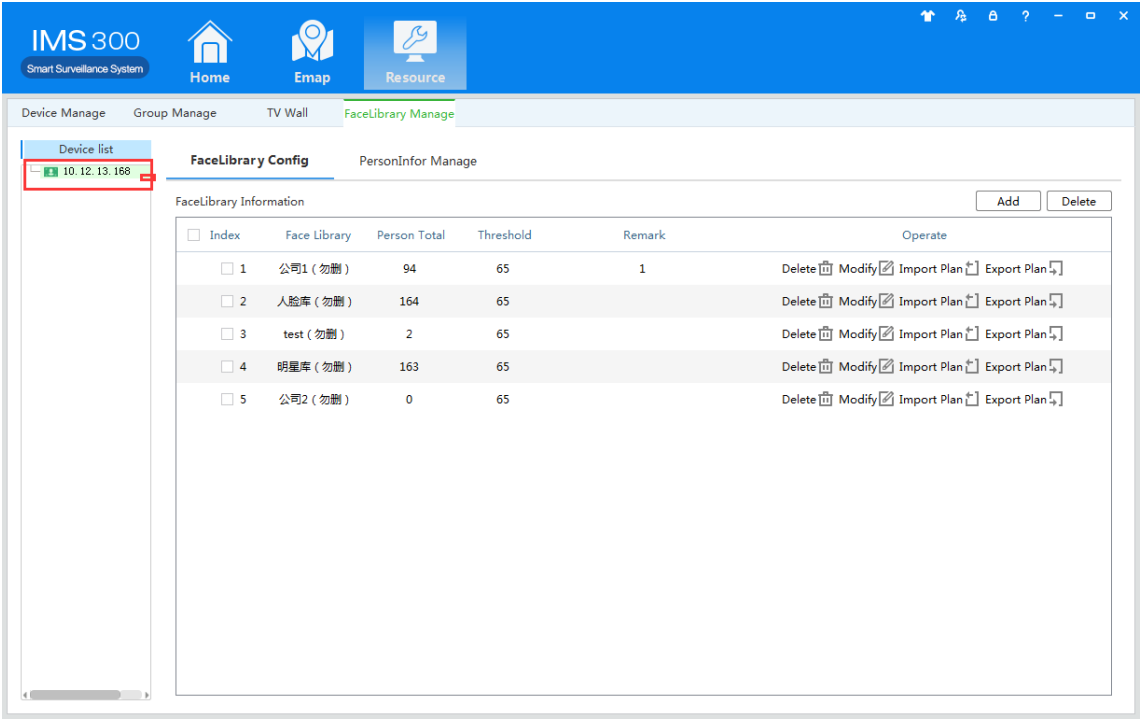 IMS 300
Smart Surveillance System
Home
Emap
Resource
?
Device Manage Group Manage TV Wall FaceLibrary Manage
Device list
10.12.13.168
FaceLibrary Config PersonInfor Manage
FaceLibrary Information Add Delete
Index Face Library Person Total Threshold Remark Operate
1 公司1（勿删） 94 65 1 Delete Modify Import Plan Export Plan
2 人脸库（勿删） 164 65 Delete Modify Import Plan Export Plan
3 test（勿删） 2 65 Delete Modify Import Plan Export Plan
4 明星库（勿删） 163 65 Delete Modify Import Plan Export Plan
5 公司2（勿删） 0 65 Delete Modify Import Plan Export Plan